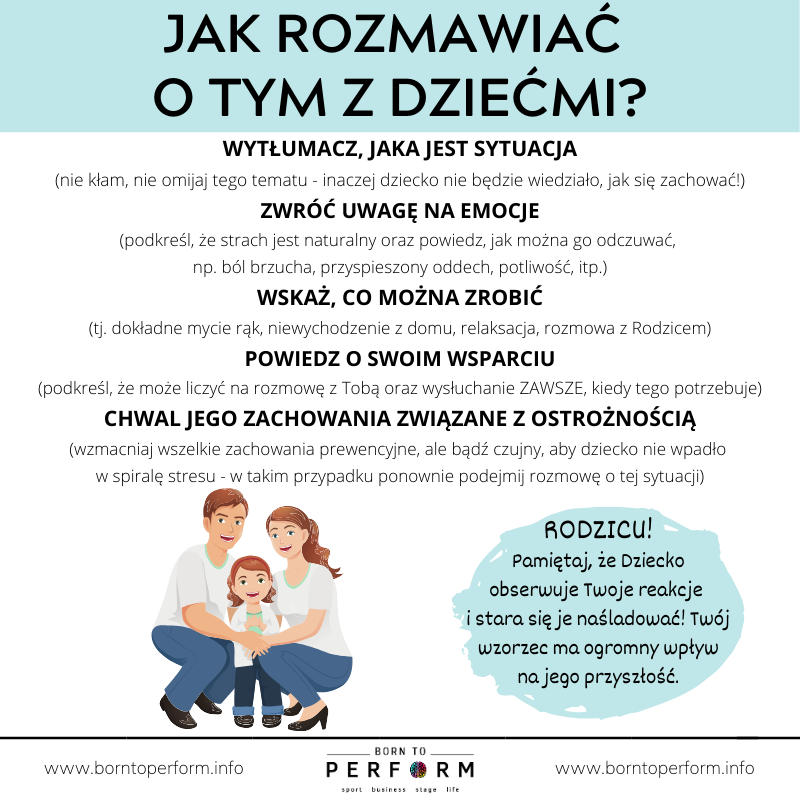 JAK ROZMAWIAĆ
O TYM Z DZIEĆMI?
WYTŁUMACZ, JAKA JEST SYTUACJA
(nie kłam, nie omijaj tego tematu - inaczej dziecko nie będzie wiedziało, jak się zachować!)
ZWRÓĆ UWAGĘ NA EMOCJE
(podkreśl, że strach jest naturalny oraz powiedz, jak można go odczuwać,
np. ból brzucha, przyspieszony oddech, potliwość, itp.)
WSKAŻ, CO MOŻNA ZROBIĆ
(tj. dokładne mycie rąk, niewychodzenie z domu, relaksacja, rozmowa z Rodzicem)
POWIEDZ O SWOIM WSPARCIU
(podkreśl, że może liczyć na rozmowę z Tobą oraz wysłuchanie ZAWSZE, kiedy tego potrzebuje)
CHWAL JEGO ZACHOWANIA ZWIĄZANE Z OSTROŻNOŚCIĄ
(wzmacniaj wszelkie zachowania prewencyjne, ale bądź czujny, aby dziecko nie wpadło
w spiralę stresu - w takim przypadku ponownie podejmij rozmowę o tej sytuacji)
RODZICU!
Pamiętaj, że Dziecko
obserwuje Twoje reakcje
i stara się je naśladować! Twój
wzorzec ma ogromny wpływ
na jego przyszłość.
www.borntoperform.info
BORN TO
PERFORM
sport business stage life
www.borntoperform.info